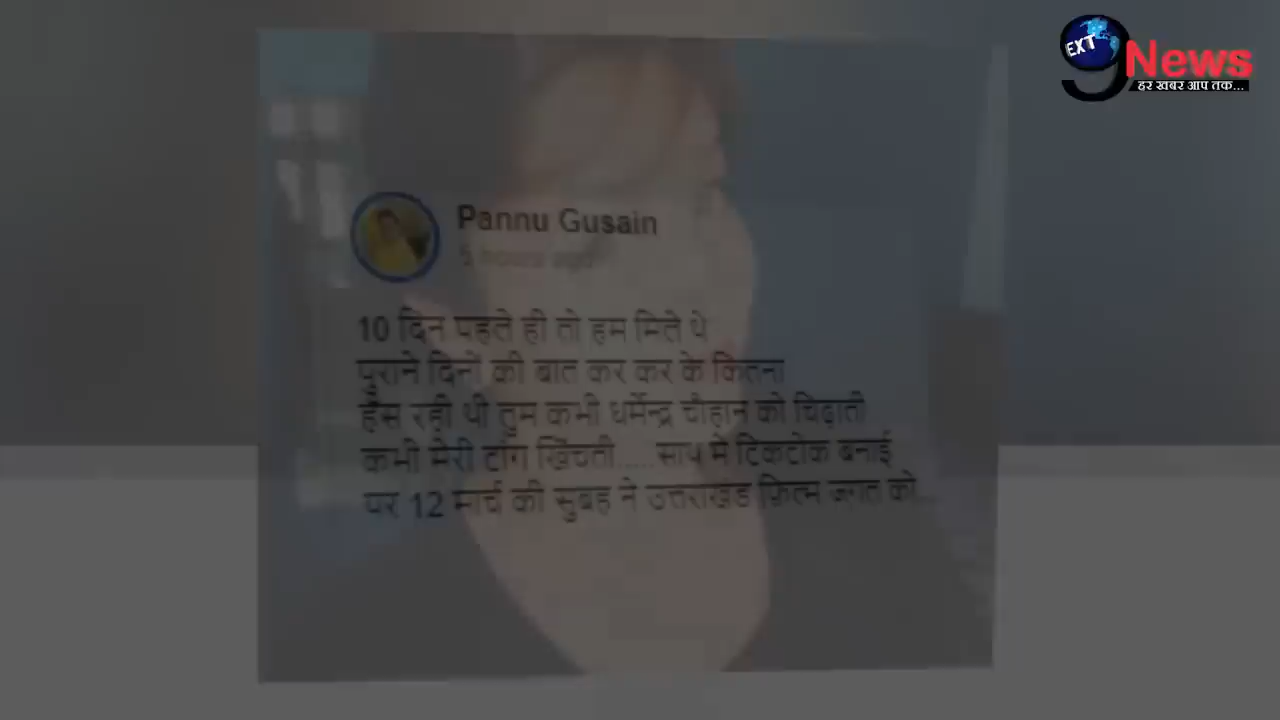 EXT 9 News
हर खबर आप तक...
Pannu Gusain
10 दिन पहले ही तो हम मिले थे
पुराने दिनों की बात कर कर के कितना
हँस रही थी तुम कभी धर्मेन्द्र चौहान को चिढ़ाती
कभी मेरी टांग खिंचती.....साथ मे टिकटोक बनाई
पर 12 मार्च की सुबह ने उत्तराखंड फ़िल्म जगत को...